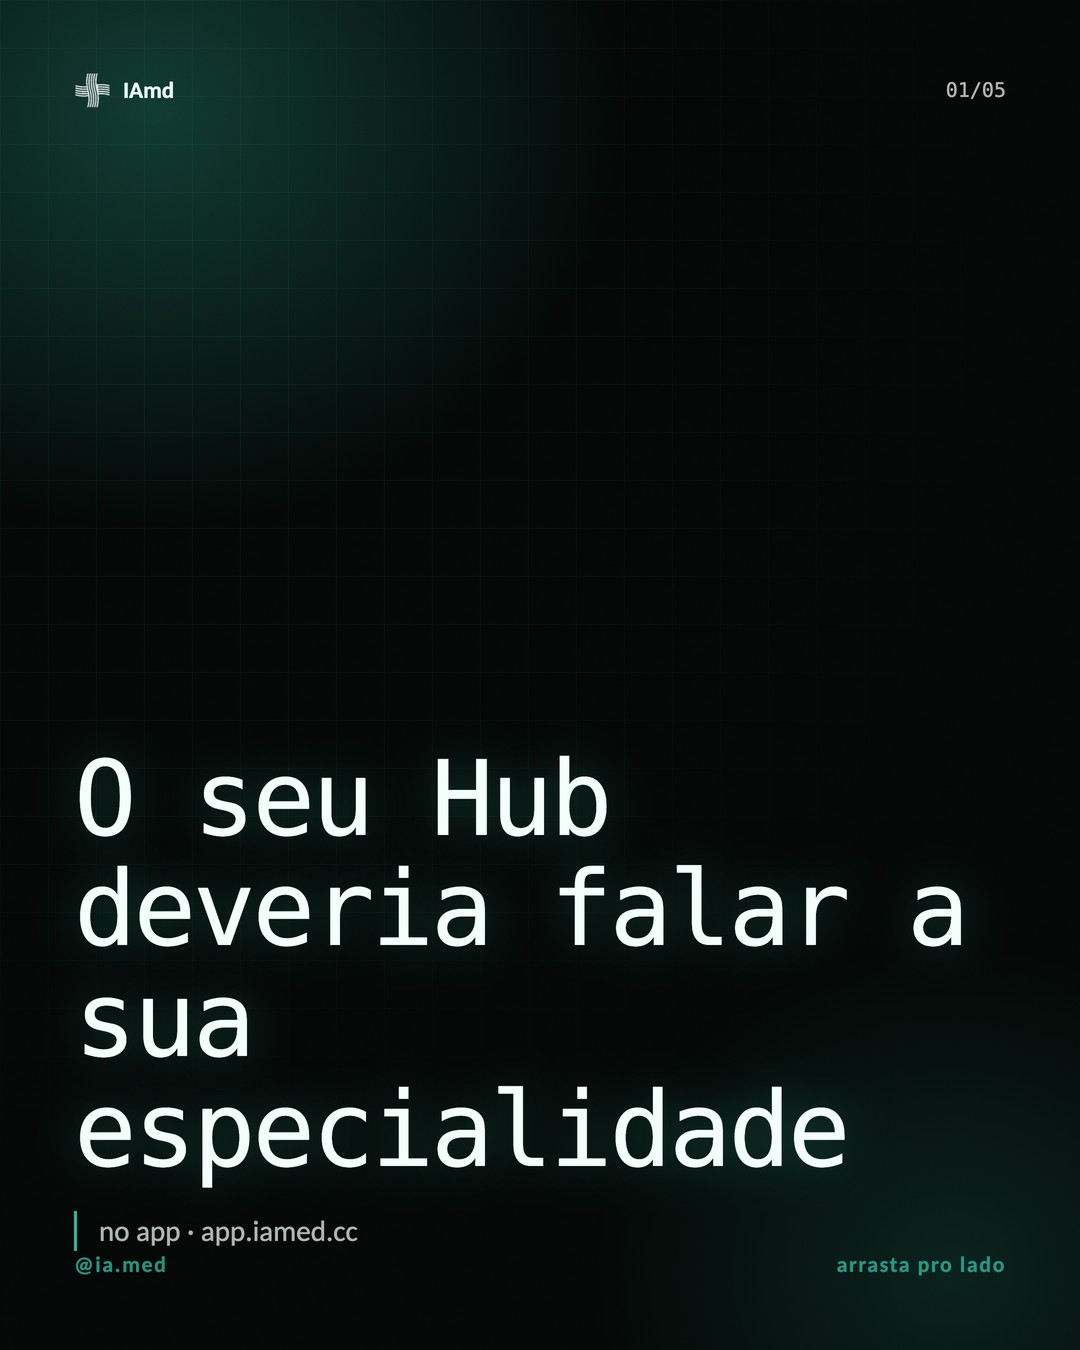 IAmd
01/05
O seu Hub
deveria falar a
sua
especialidade
no app · app.iamed.cc
@ia.med
arrasta pro lado